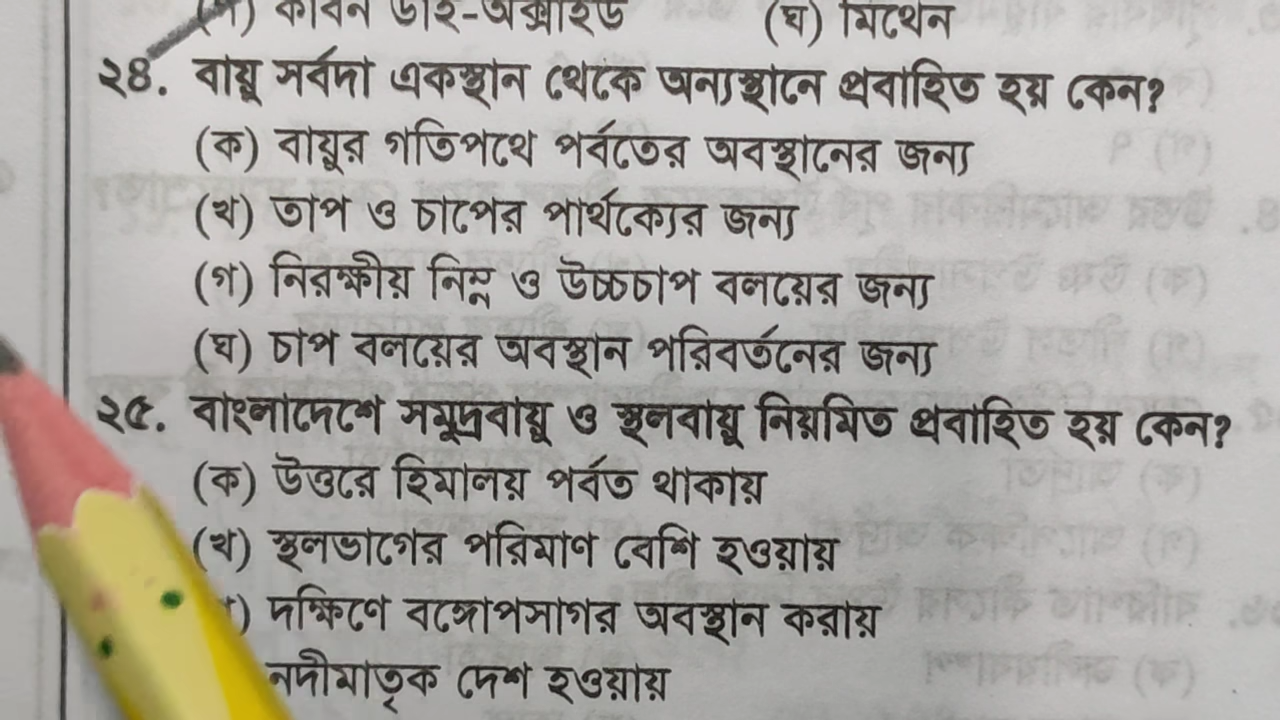 (গ) কার্বন ডাই-অক্সাইড (ঘ) মিথেন
২৪. বায়ু সর্বদা একস্থান থেকে অন্যস্থানে প্রবাহিত হয় কেন?
(ক) বায়ুর গতিপথে পর্বতের অবস্থানের জন্য
(খ) তাপ ও চাপের পার্থক্যের জন্য
(গ) নিরক্ষীয় নিম্ন ও উচ্চচাপ বলয়ের জন্য
(ঘ) চাপ বলয়ের অবস্থান পরিবর্তনের জন্য
২৫. বাংলাদেশে সমুদ্রবায়ু ও স্থলবায়ু নিয়মিত প্রবাহিত হয় কেন?
(ক) উত্তরে হিমালয় পর্বত থাকায়
(খ) স্থলভাগের পরিমাণ বেশি হওয়ায়
) দক্ষিণে বঙ্গোপসাগর অবস্থান করায়
নদীমাতৃক দেশ হওয়ায়